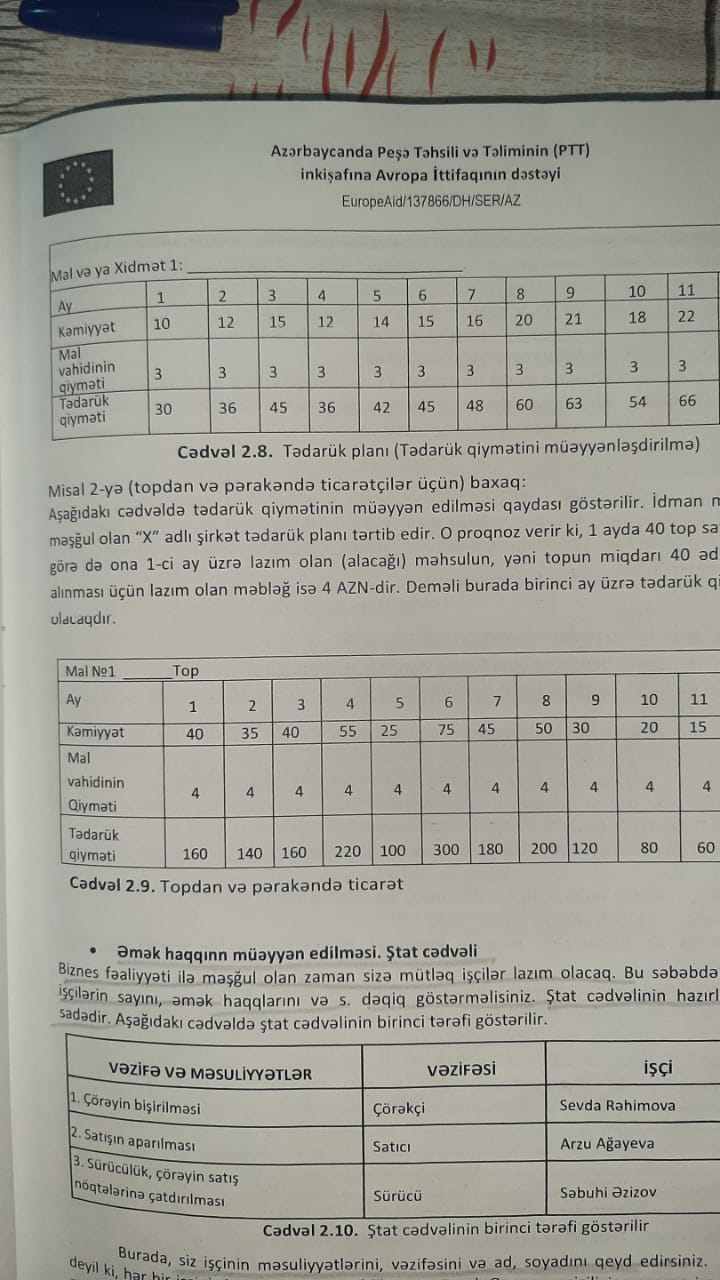 Azərbaycanda Peşə Təhsili və Təliminin (PTT)
inkişafına Avropa İttifaqının dəstəyi
EuropeAid/137866/DH/SER/AZ
Mal və ya Xidmət 1:
Ay 1 2 3 4 5 6 7 8 9 10 11
Kəmiyyət 10 12 15 12 14 15 16 20 21 18 22
Mal
vahidinin
qiyməti 3 3 3 3 3 3 3 3 3 3 3
Tədarük
qiyməti 30 36 45 36 42 45 48 60 63 54 66
Cədvəl 2.8. Tədarük planı (Tədarük qiymətini müəyyənləşdirilmə)
Misal 2-yə (topdan və pərakəndə ticarətçilər üçün) baxaq:
Aşağıdakı cədvəldə tədarük qiymətinin müəyyən edilməsi qaydası göstərilir. İdman
məşğul olan “X” adlı şirkət tədarük planı tərtib edir. O proqnoz verir ki, 1 ayda 40 top
görə də ona 1-ci ay üzrə lazım olan (alacağı) məhsulun, yəni topun miqdarı 40
alınması üçün lazım olan məbləğ isə 4 AZN-dir. Deməli burada birinci ay üzrə tədarük
olacaqdır.
Mal №1 ______Top
Ay 1 2 3 4 5 6 7 8 9 10 11
Kəmiyyət 40 35 40 55 25 75 45 50 30 20 15
Mal
vahidinin
Qiyməti 4 4 4 4 4 4 4 4 4 4 4
Tədarük
qiyməti 160 140 160 220 100 300 180 200 120 80 60
Cədvəl 2.9. Topdan və pərakəndə ticarət
• Əmək haqqınn müəyyən edilməsi. Ştat cədvəli
Biznes fəaliyyəti ilə məşğul olan zaman sizə mütləq işçilər lazım olacaq. Bu səbəbdə
işçilərin sayını, əmək haqqlarını və s. dəqiq göstərməlisiniz. Ştat cədvəlinin
sadədir. Aşağıdakı cədvəldə ştat cədvəlinin birinci tərəfi göstərilir.
VƏZİFƏ VƏ MƏSULİYYƏTLƏR VƏZİFƏSİ İŞÇİ
1. Çörəyin bişirilməsi Çörəkçi Sevda Rəhimova
2. Satışın aparılması Satıcı Arzu Ağayeva
3. Sürücülük, çörəyin satış
nöqtələrinə çatdırılması Sürücü Səbuhi Əzizov
Cədvəl 2.10. Ştat cədvəlinin birinci tərəfi göstərilir
Burada, siz işçinin məsuliyyətlərini, vəzifəsini və ad, soyadını qeyd edirsiniz.
deyil ki, hər bir